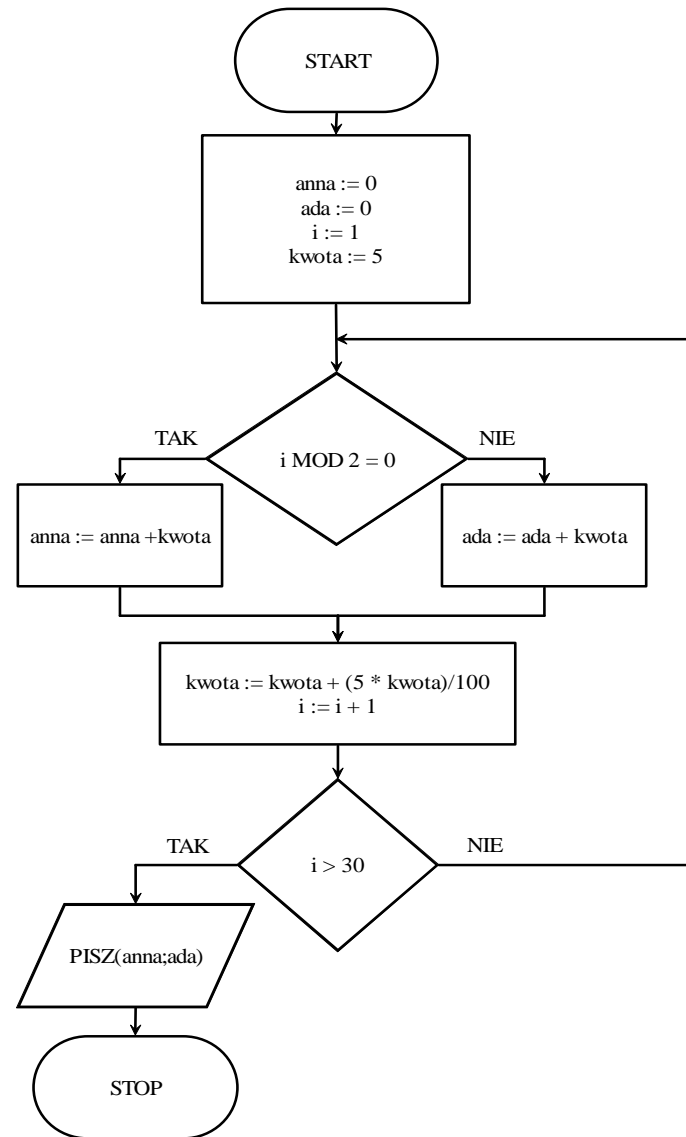 START
anna := 0
ada := 0
i := 1
kwota := 5
i MOD 2 = 0
TAK
NIE
anna := anna +kwota
ada := ada + kwota
kwota := kwota + (5 * kwota)/100
i := i + 1
i > 30
TAK
NIE
PISZ(anna;ada)
STOP